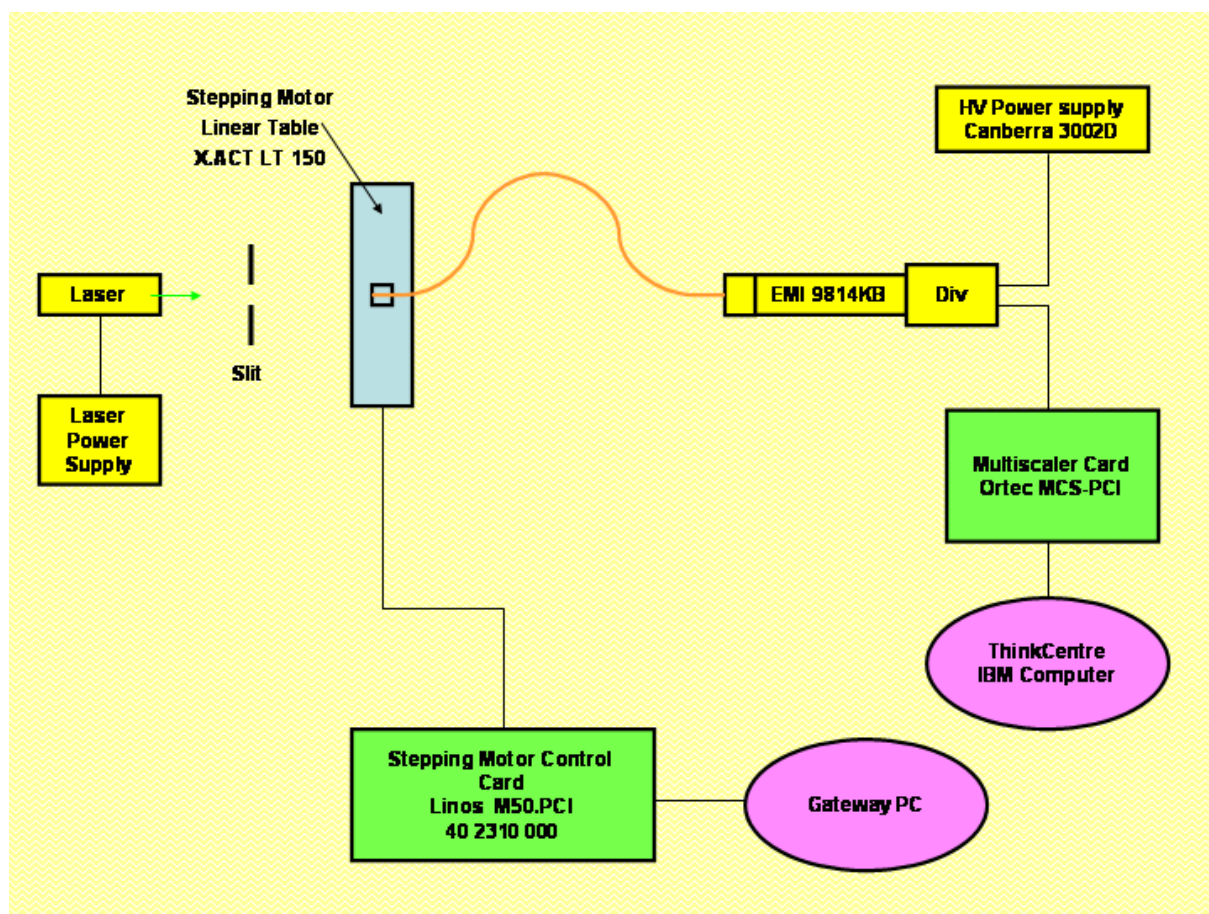 Stepping Motor
Linear Table
X.ACT LT 150
HV Power supply
Canberra 3002D
Laser
EMI 9814KB
Div
Slit
Laser
Power
Supply
Multiscaler Card
Ortec MCS-PCI
ThinkCentre
IBM Computer
Stepping Motor Control
Card
Linos M50.PCI
40 2310 000
Gateway PC